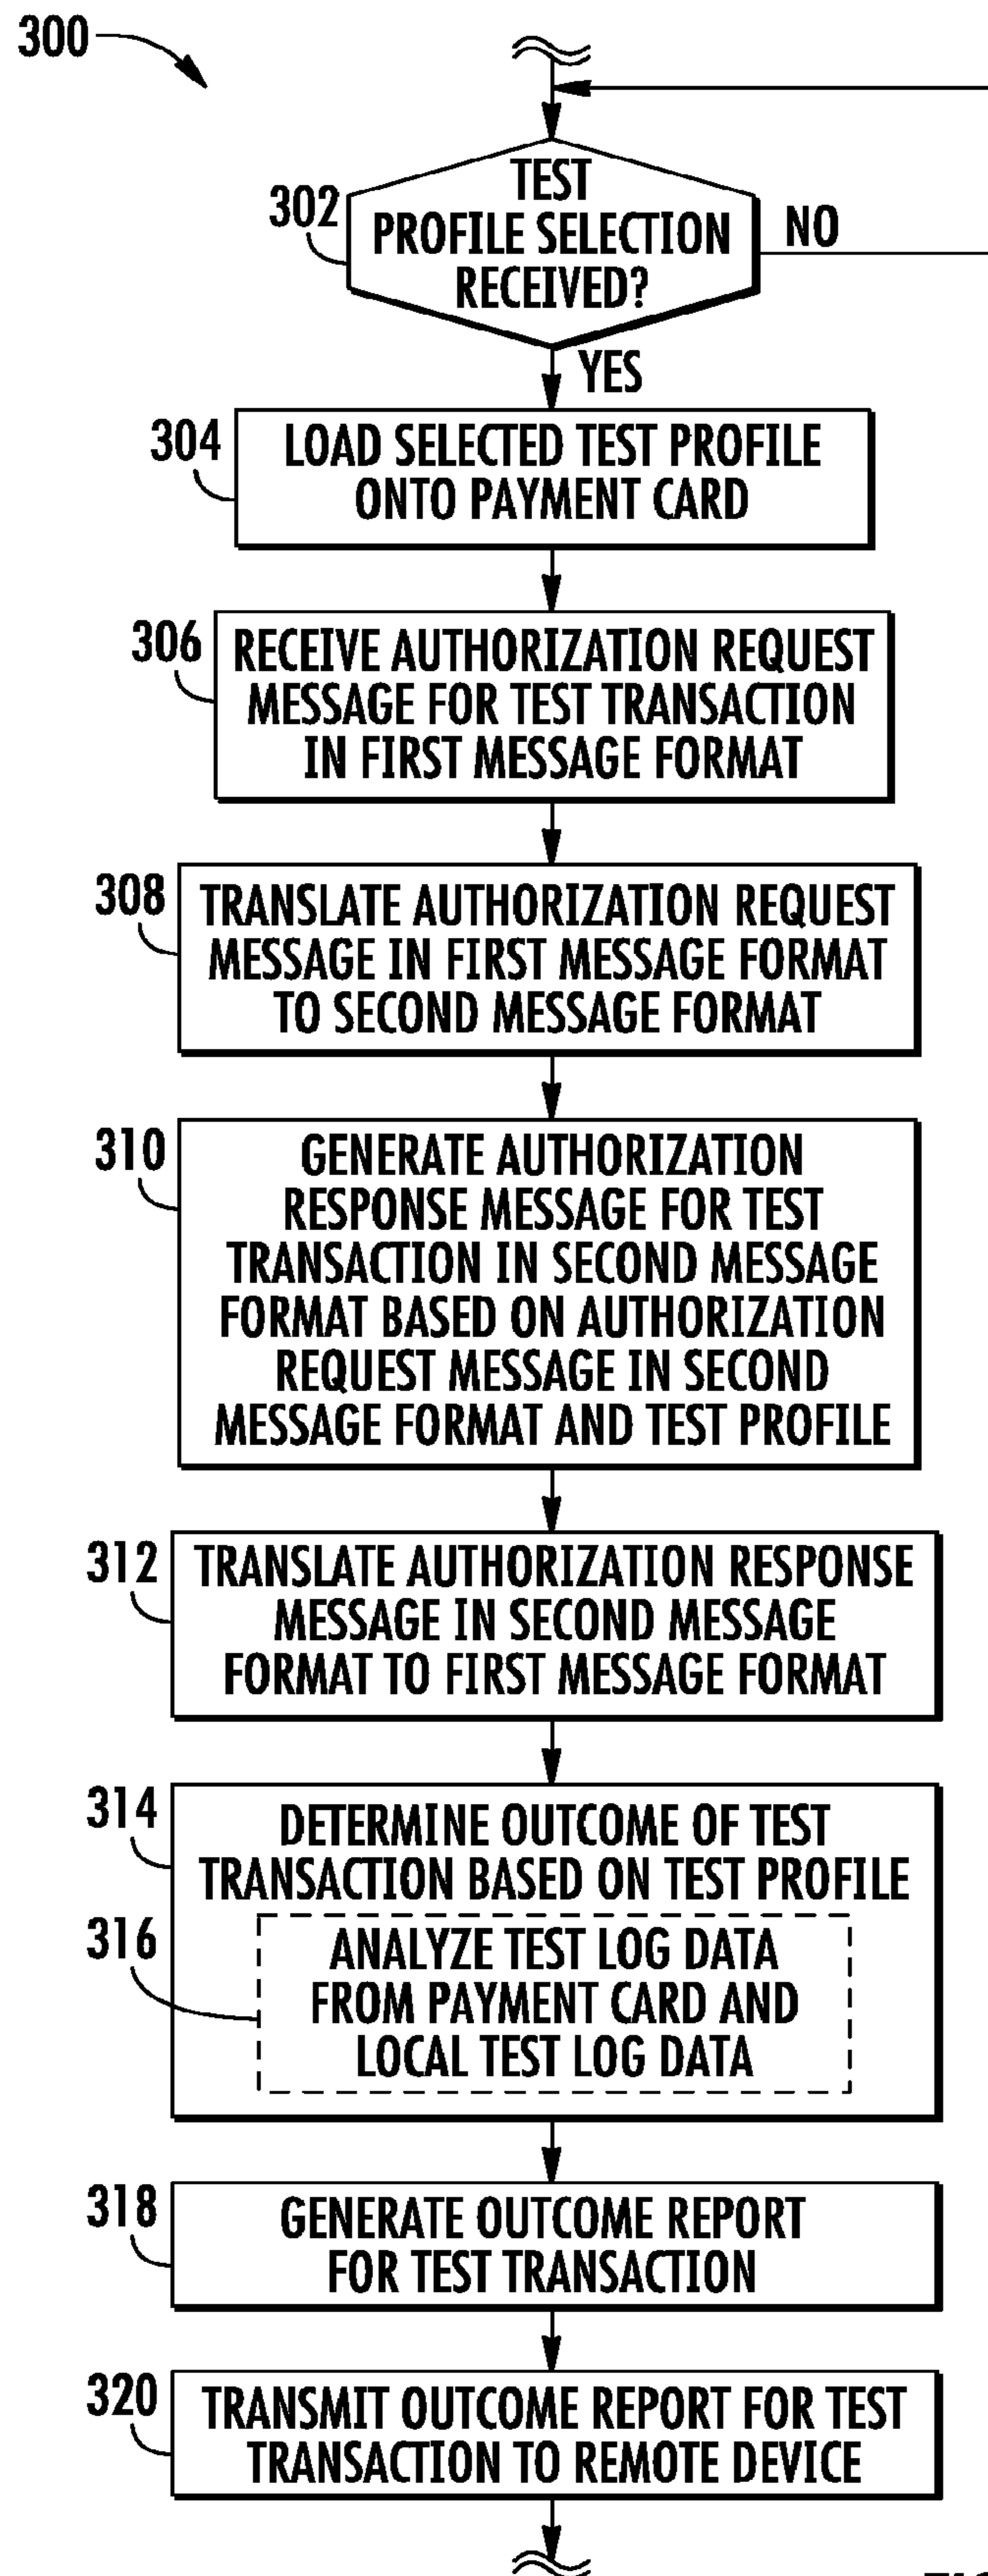 300
302
TEST
PROFILE SELECTION
RECEIVED?
NO
YES
304
LOAD SELECTED TEST PROFILE
ONTO PAYMENT CARD
306
RECEIVE AUTHORIZATION REQUEST
MESSAGE FOR TEST TRANSACTION
IN FIRST MESSAGE FORMAT
308
TRANSLATE AUTHORIZATION REQUEST
MESSAGE IN FIRST MESSAGE FORMAT
TO SECOND MESSAGE FORMAT
310
GENERATE AUTHORIZATION
RESPONSE MESSAGE FOR TEST
TRANSACTION IN SECOND MESSAGE
FORMAT BASED ON AUTHORIZATION
REQUEST MESSAGE IN SECOND
MESSAGE FORMAT AND TEST PROFILE
312
TRANSLATE AUTHORIZATION RESPONSE
MESSAGE IN SECOND MESSAGE
FORMAT TO FIRST MESSAGE FORMAT
314
DETERMINE OUTCOME OF TEST
TRANSACTION BASED ON TEST PROFILE
316
ANALYZE TEST LOG DATA
FROM PAYMENT CARD AND
LOCAL TEST LOG DATA
318
GENERATE OUTCOME REPORT
FOR TEST TRANSACTION
320
TRANSMIT OUTCOME REPORT FOR TEST
TRANSACTION TO REMOTE DEVICE